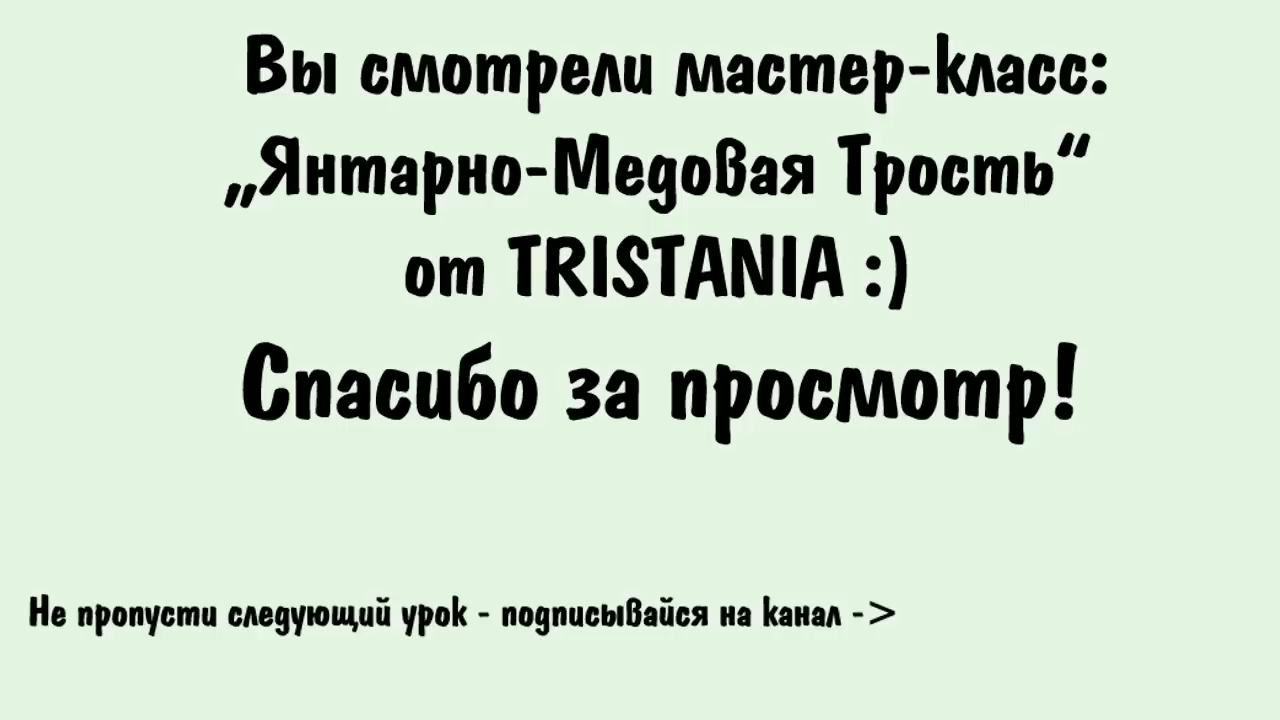 Вы смотрели мастер-класс:
„Янтарно-Медовая Трость“
от TRISTANIA :)
Спасибо за просмотр!
Не пропусти следующий урок - подписывайся на канал ->